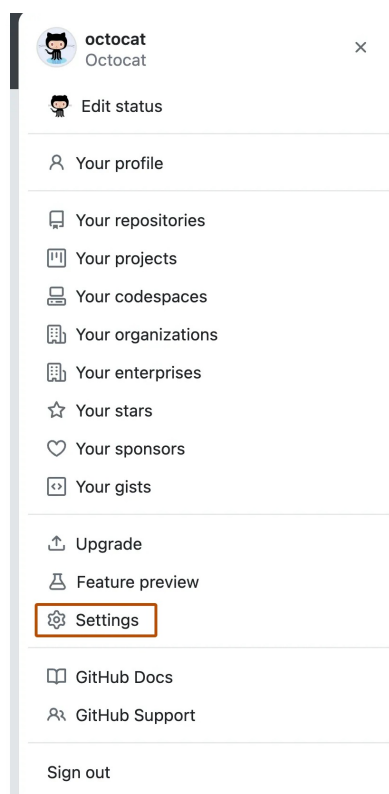 octocat
Octocat
Edit status
Your profile
Your repositories
Your projects
Your codespaces
Your organizations
Your enterprises
Your stars
Your sponsors
Your gists
Upgrade
Feature preview
Settings
GitHub Docs
GitHub Support
Sign out